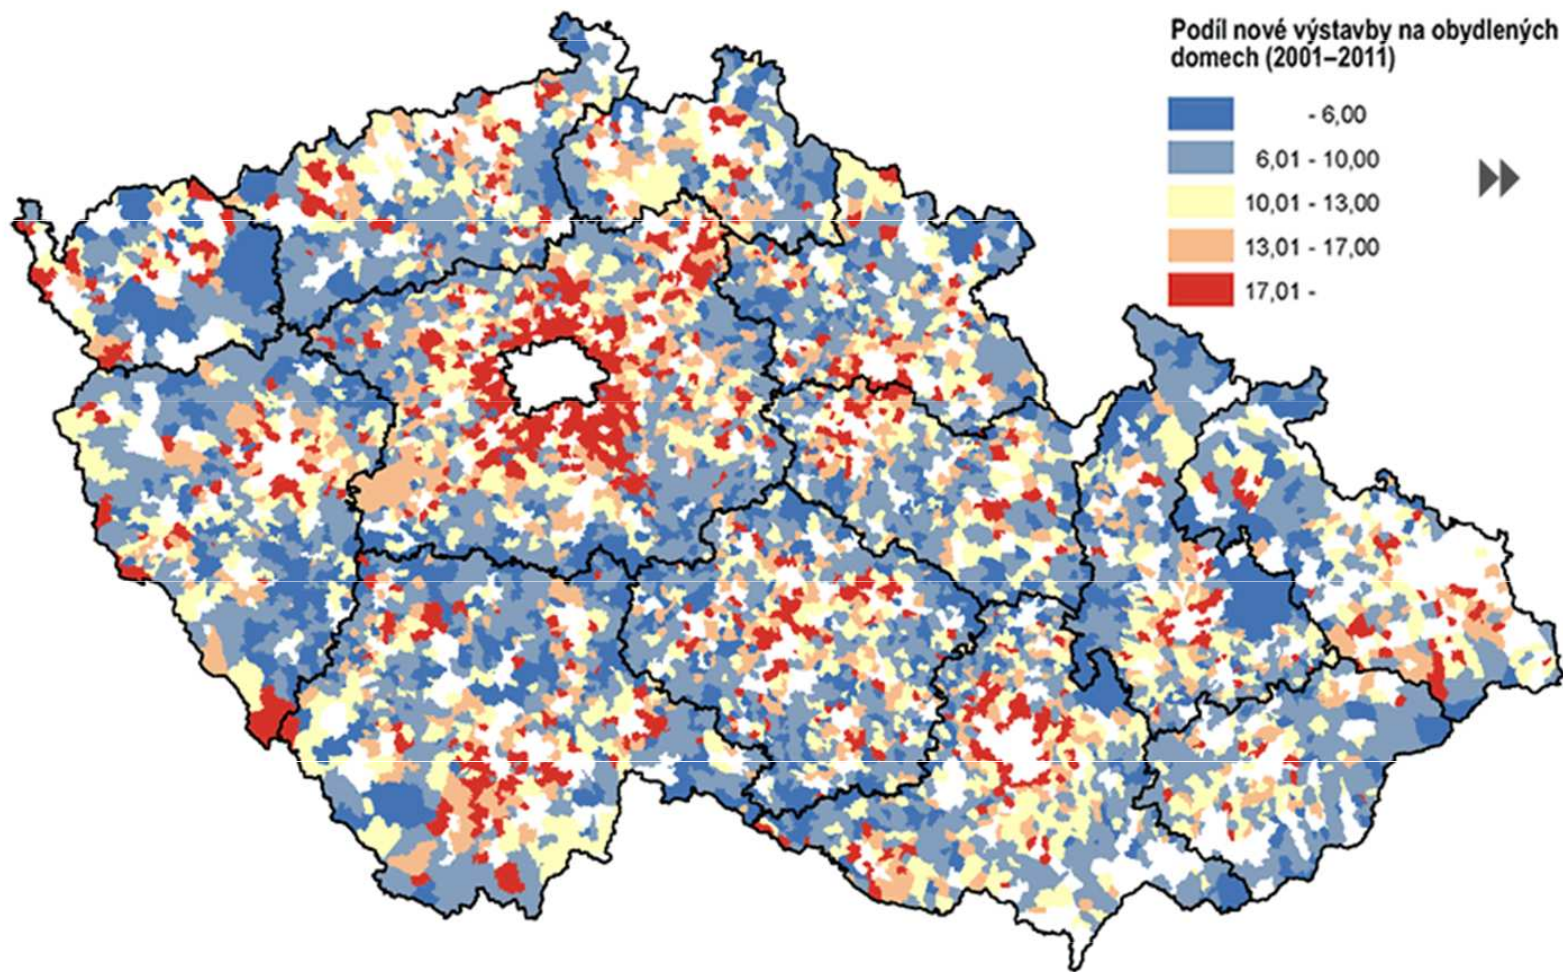 Podíl nové výstavby na obydlených
domech (2001–2011)
- 6,00
6,01 - 10,00
10,01 - 13,00
13,01 - 17,00
17,01 -